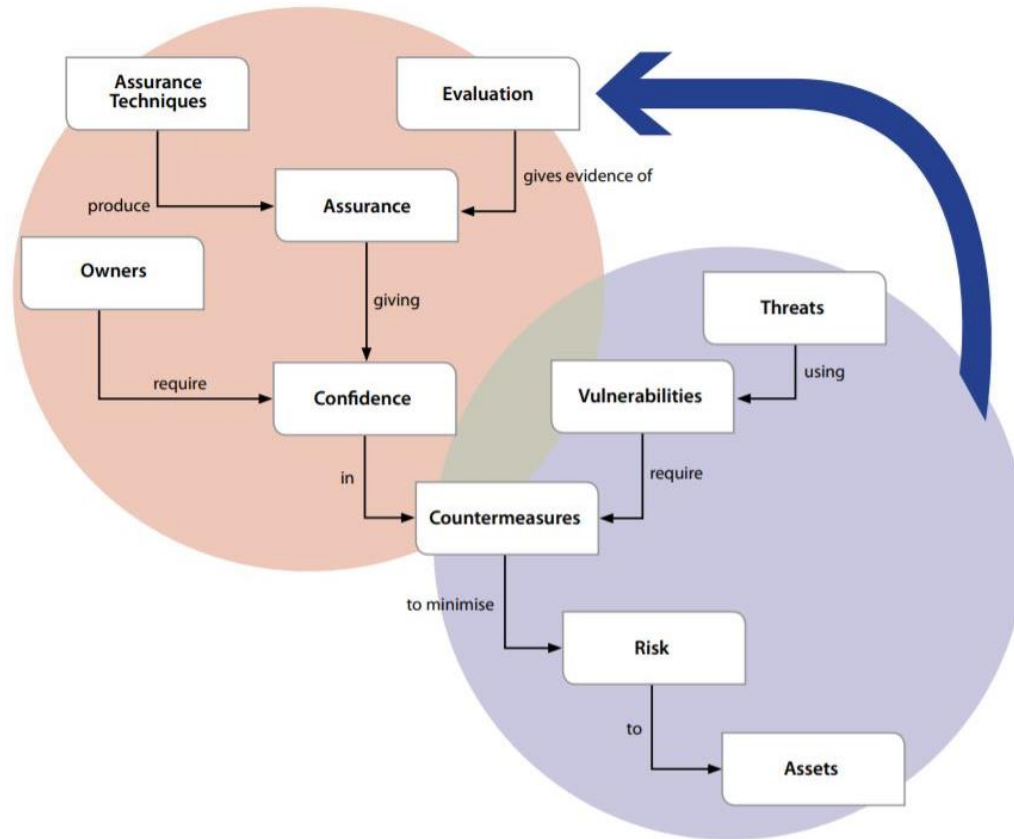 Assurance
Techniques
Evaluation
gives evidence of
produce
Assurance
Owners
giving
Threats
using
require
Confidence
Vulnerabilities
in
require
Countermeasures
to minimise
Risk
to
Assets